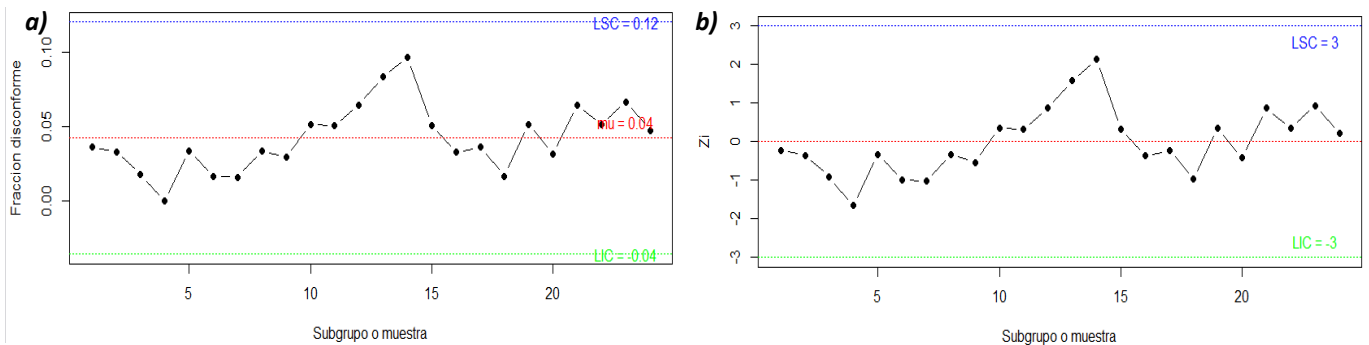 a)
Fraccion disconforme
0.10
0.05
0.00
LSC = 0.12
mu = 0.04
LIC = -0.04
5
10
15
20
Subgrupo o muestra
b)
Zi
3
2
1
0
-1
-2
-3
LSC = 3
LIC = -3
5
10
15
20
Subgrupo o muestra